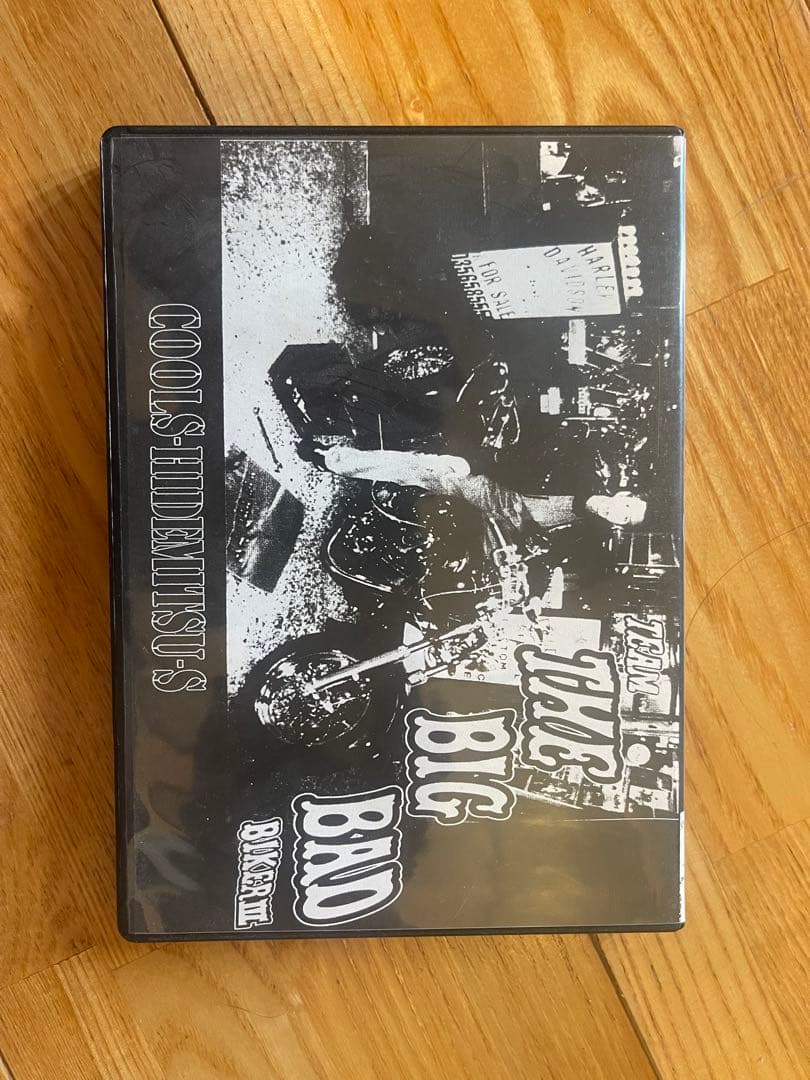 TEAM
THE
BIG
BAD
BIKER III
HARLEY
DAVIDSON
FOR SALE
COOLS-HIDEMITSU-S